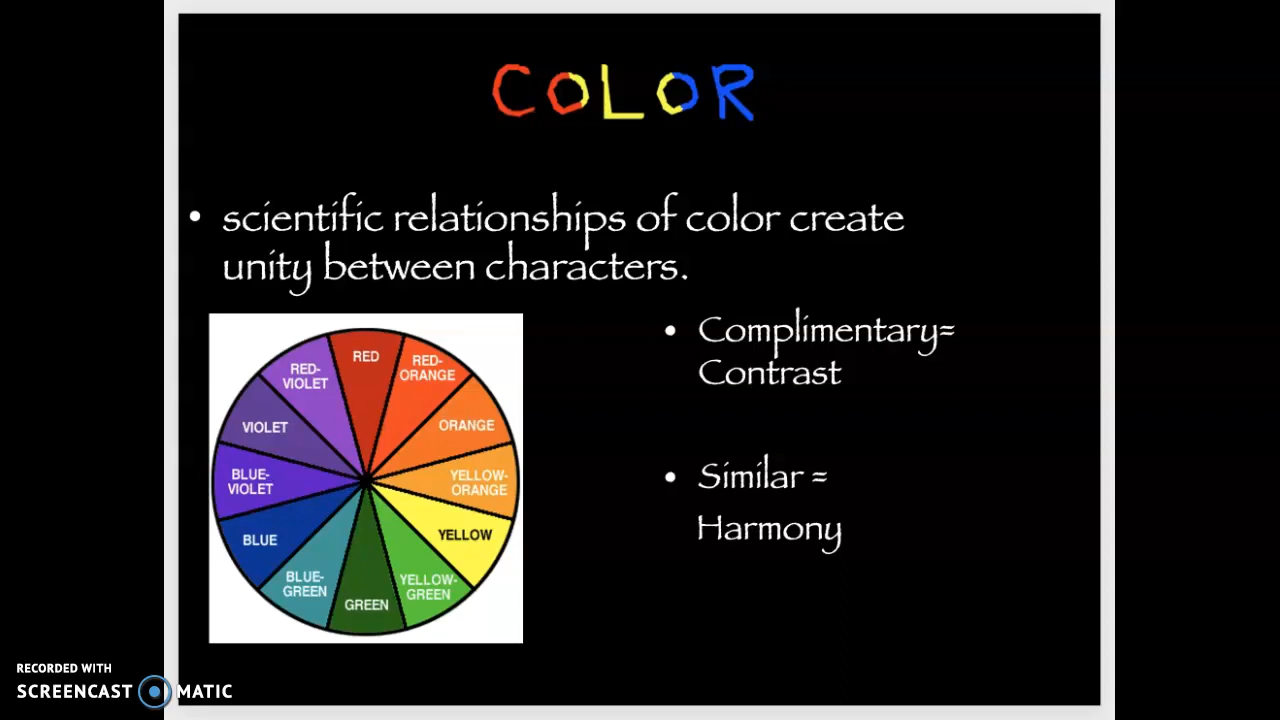 COLOR
• scientific relationships of color create
unity between characters.
• Complimentary=
Contrast
• Similar =
Harmony
RED
RED-
ORANGE
ORANGE
YELLOW-
ORANGE
YELLOW
YELLOW-
GREEN
GREEN
BLUE-
GREEN
BLUE
BLUE-
VIOLET
VIOLET
RED-
VIOLET
RECORDED WITH
SCREENCAST MATIC